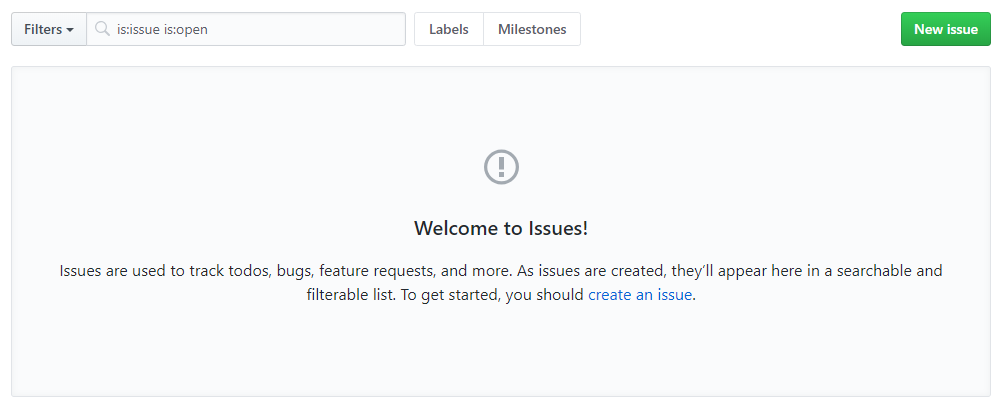 Filters is:issue is:open Labels Milestones New issue
Welcome to Issues!
Issues are used to track todos, bugs, feature requests, and more. As issues are created, they’ll appear here in a searchable and
filterable list. To get started, you should create an issue.